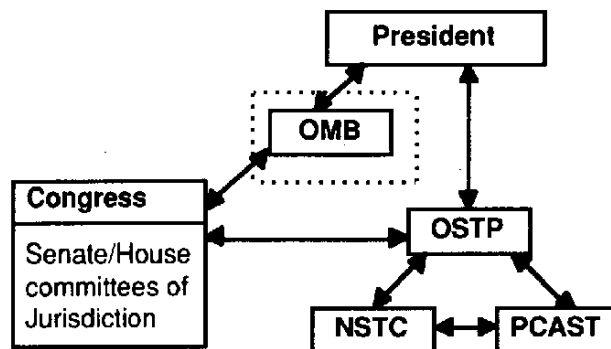 President
OMB
Congress
Senate/House
committees of
Jurisdiction
OSTP
NSTC
PCAST